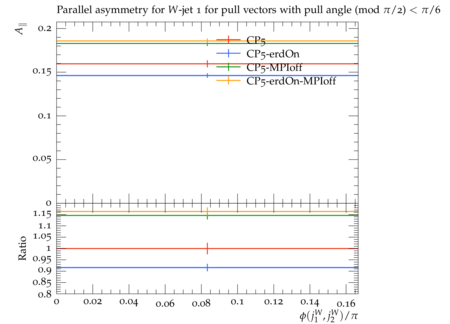 Parallel asymmetry for W-jet 1 for pull vectors with pull angle (mod π/2) < π/6
A∥
0.2
0.15
0.1
0.05
0
CP5
CP5-erdOn
CP5-MPIoff
CP5-erdOn-MPIoff
Ratio
1.15
1.1
1.05
1
0.95
0.9
0.85
0.8
0 0.02 0.04 0.06 0.08 0.1 0.12 0.14 0.16
ϕ(j₁ᵂ, j₂ᵂ)/π